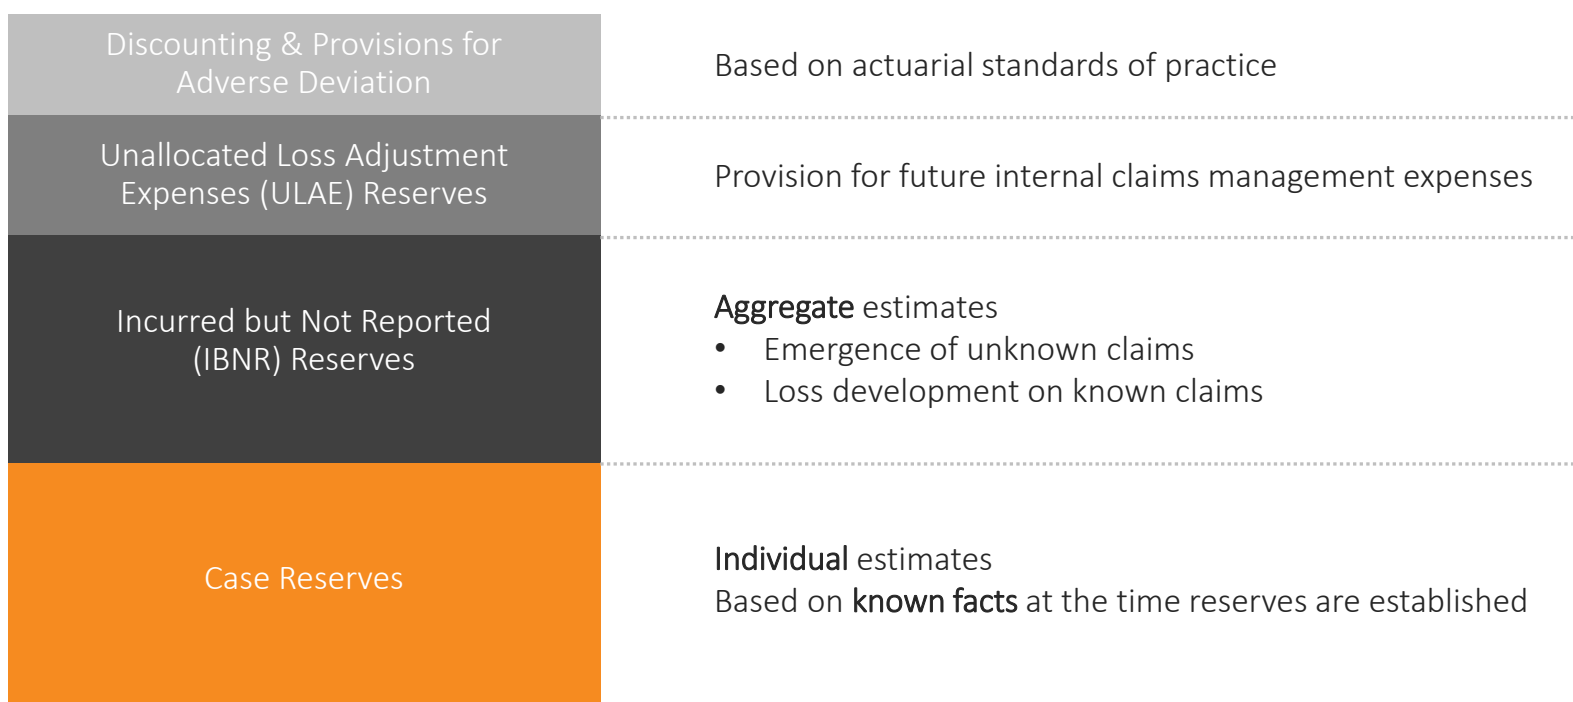 Discounting & Provisions for
Adverse Deviation
Based on actuarial standards of practice
Unallocated Loss Adjustment
Expenses (ULAE) Reserves
Provision for future internal claims management expenses
Incurred but Not Reported
(IBNR) Reserves
Aggregate estimates
• Emergence of unknown claims
• Loss development on known claims
Case Reserves
Individual estimates
Based on known facts at the time reserves are established